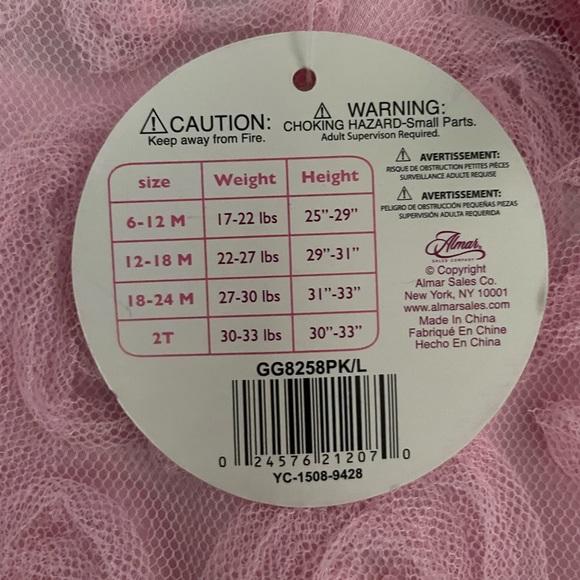 ⚠CAUTION:
Keep away from Fire.
⚠ WARNING:
CHOKING HAZARD-Small Parts.
Adult Supervison Required.
⚠ AVERTISSEMENT:
RISQUE DE OBSTRUCTION PETITES PIÈCES
SURVEILLANCE ADULTE REQUISE
⚠ AVERTISSEMENT:
PELIGRO DE OBSTRUCCIÓN PEQUEÑAS PIEZAS
SUPERVISIÓN ADULTA REQUERIDA
size Weight Height
6-12 M 17-22 lbs 25”-29”
12-18 M 22-27 lbs 29”-31”
18-24 M 27-30 lbs 31”-33”
2T 30-33 lbs 30”-33”
Almar
SALES COMPANY
© Copyright
Almar Sales Co.
New York, NY 10001
www.almarsales.com
Made In China
Fabriqué En Chine
Hecho En China
GG8258PK/L
0 24576 21207 0
YC-1508-9428